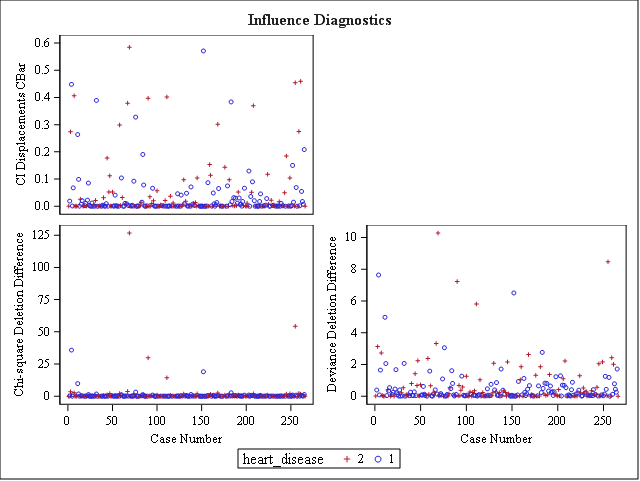 Influence Diagnostics
CI Displacements CBar
0.6
0.5
0.4
0.3
0.2
0.1
0.0
Chi-square Deletion Difference
125
100
75
50
25
0
0 50 100 150 200 250
Case Number
Deviance Deletion Difference
10
8
6
4
2
0
0 50 100 150 200 250
Case Number
heart_disease + 2 o 1